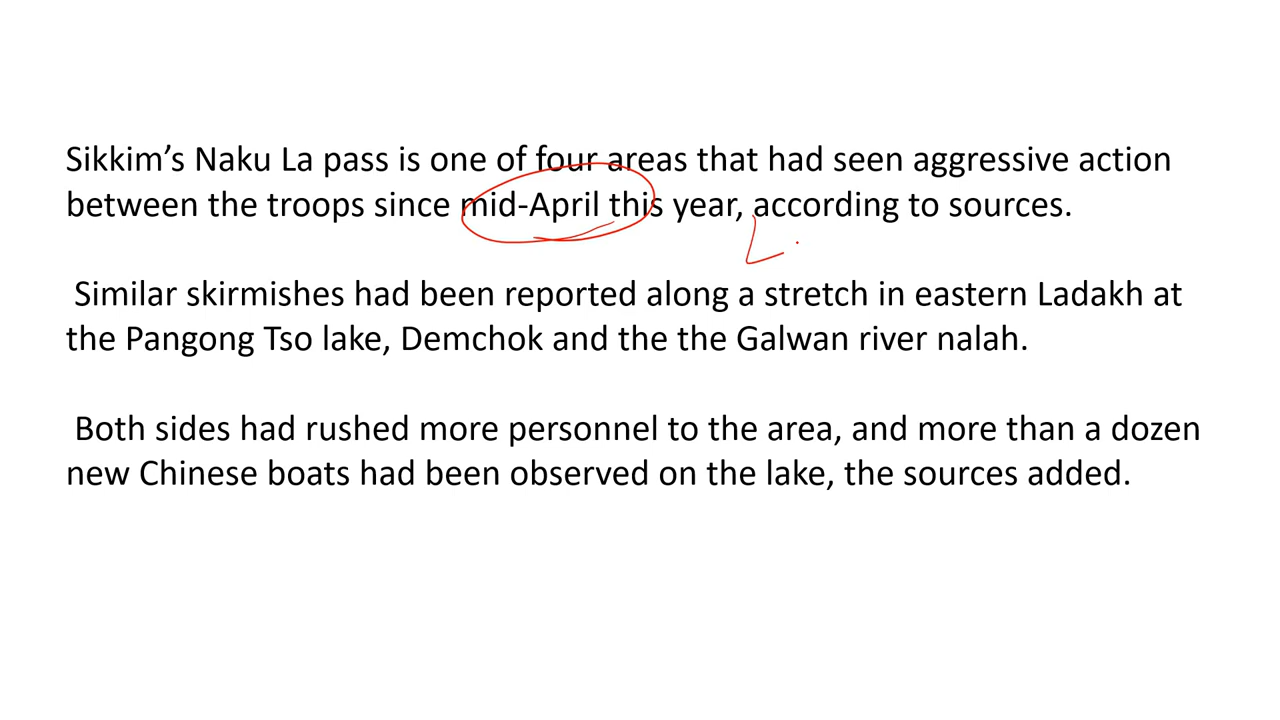 Sikkim’s Naku La pass is one of four areas that had seen aggressive action
between the troops since mid-April this year, according to sources.
Similar skirmishes had been reported along a stretch in eastern Ladakh at
the Pangong Tso lake, Demchok and the the Galwan river nalah.
Both sides had rushed more personnel to the area, and more than a dozen
new Chinese boats had been observed on the lake, the sources added.